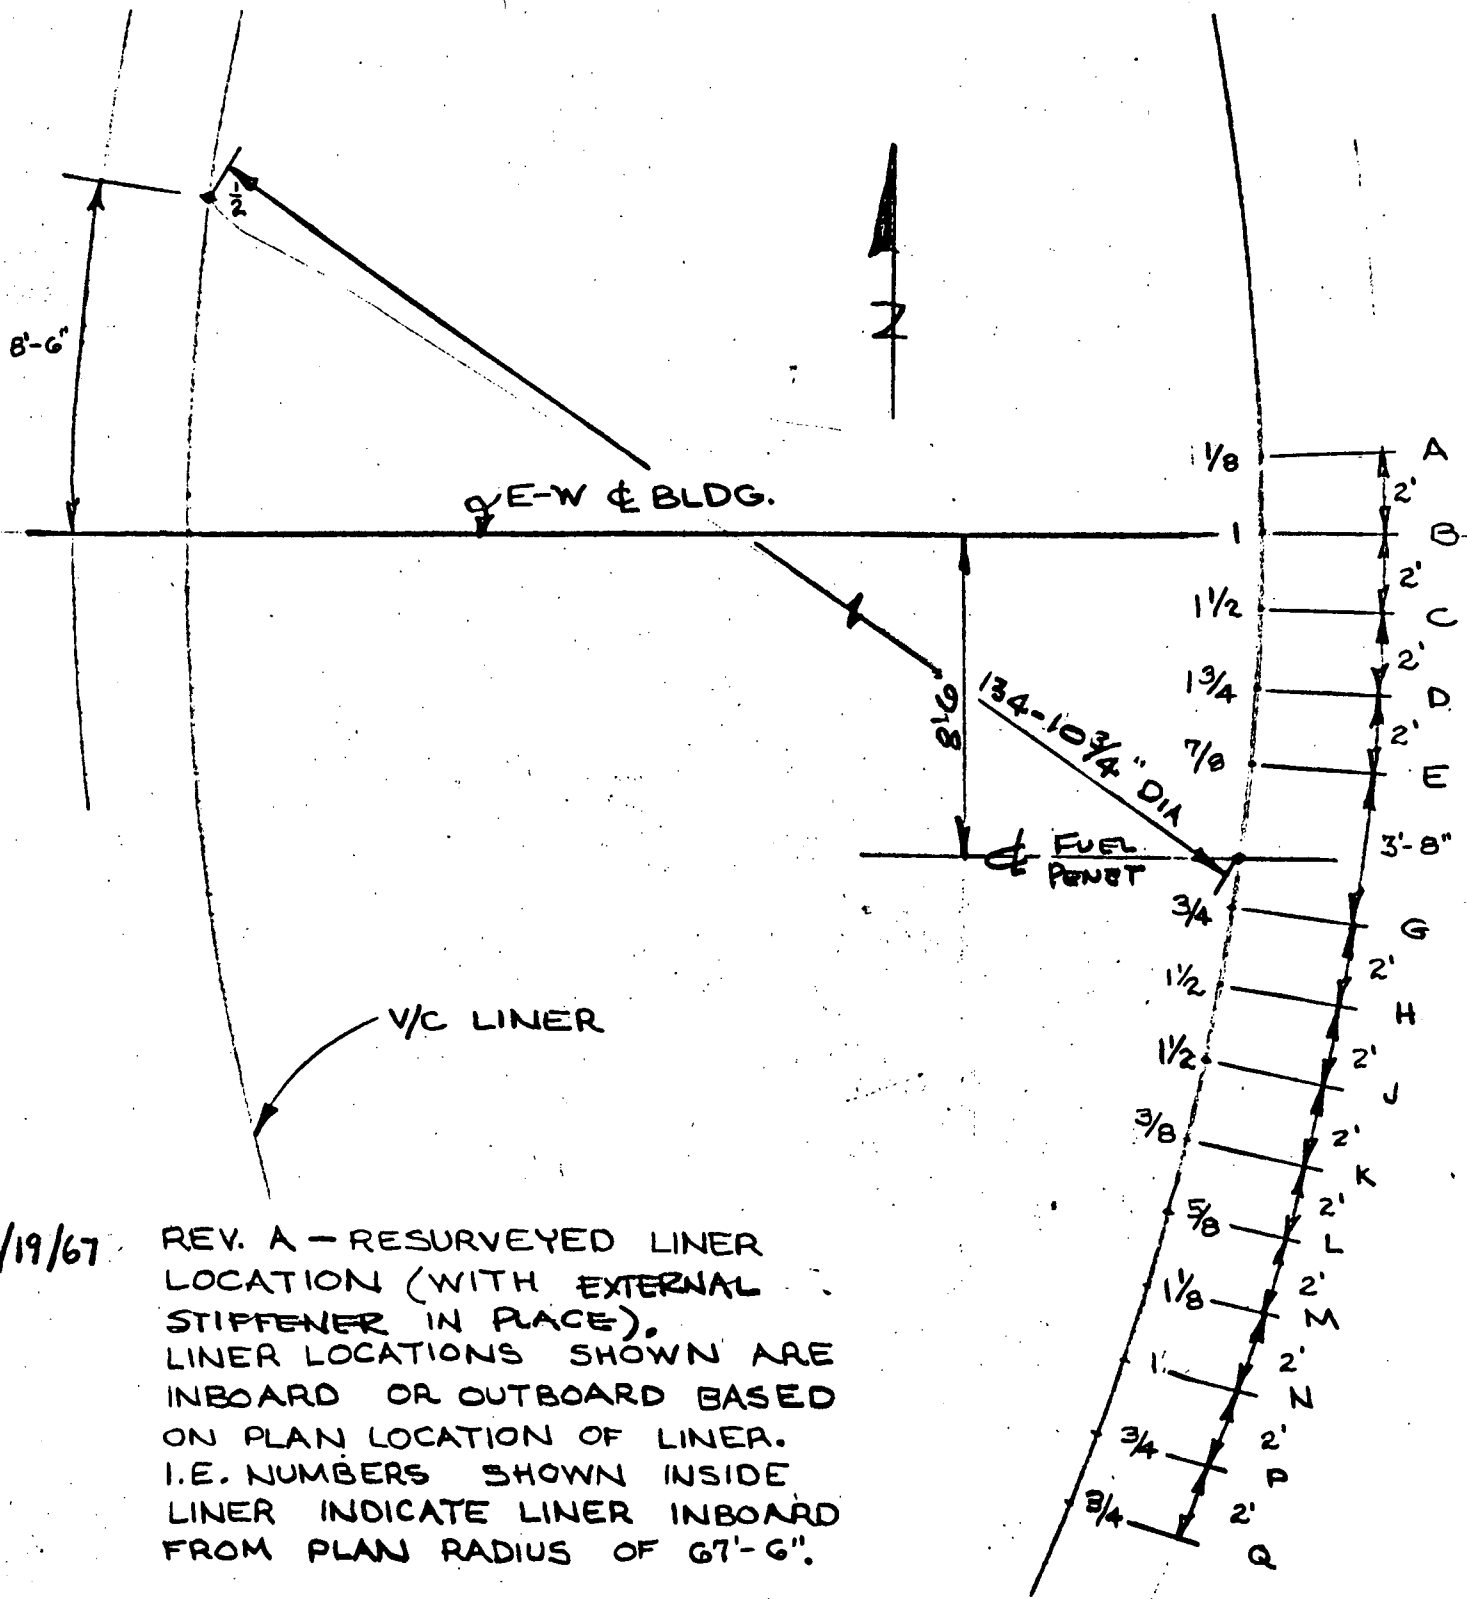 1/2
8'-6"
N
E-W ℄ BLDG.
8'-6"
134-10 3/4" DIA
℄ FUEL
PENET
1/8 A
2'
1 B
2'
1 1/2 C
2'
1 3/4 D
2'
7/8 E
3'-8"
3/4 G
2'
1 1/2 H
2'
1 1/2 J
2'
3/8 K
2'
5/8 L
2'
1 1/8 M
2'
1 N
2'
3/4 P
2'
3/4 Q
V/C LINER
/19/67
REV. A - RESURVEYED LINER
LOCATION (WITH EXTERNAL
STIFFENER IN PLACE).
LINER LOCATIONS SHOWN ARE
INBOARD OR OUTBOARD BASED
ON PLAN LOCATION OF LINER.
I.E. NUMBERS SHOWN INSIDE
LINER INDICATE LINER INBOARD
FROM PLAN RADIUS OF 67'-6".